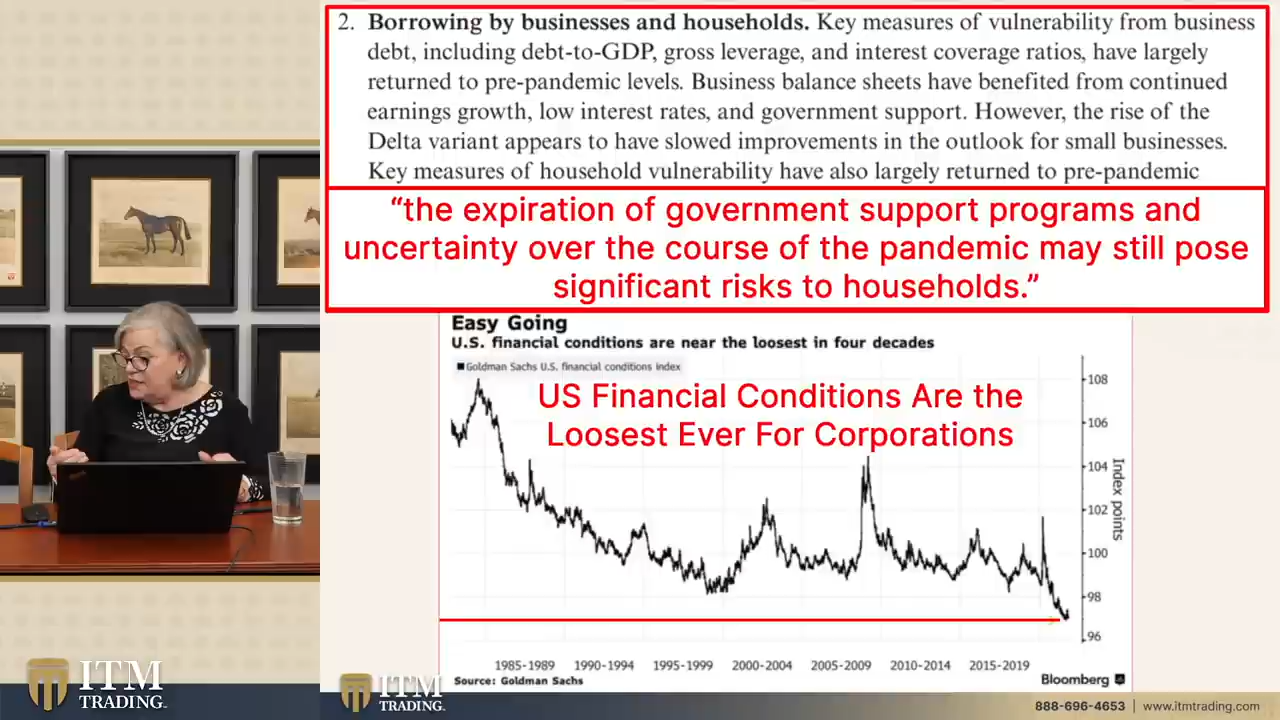 2. Borrowing by businesses and households. Key measures of vulnerability from business
debt, including debt-to-GDP, gross leverage, and interest coverage ratios, have largely
returned to pre-pandemic levels. Business balance sheets have benefited from continued
earnings growth, low interest rates, and government support. However, the rise of the
Delta variant appears to have slowed improvements in the outlook for small businesses.
Key measures of household vulnerability have also largely returned to pre-pandemic
“the expiration of government support programs and
uncertainty over the course of the pandemic may still pose
significant risks to households.”
Easy Going
U.S. financial conditions are near the loosest in four decades
Goldman Sachs U.S. financial conditions index
US Financial Conditions Are the
Loosest Ever For Corporations
108
106
104
102
100
98
96
Index points
1985-1989 1990-1994 1995-1999 2000-2004 2005-2009 2010-2014 2015-2019
Source: Goldman Sachs
Bloomberg
ITM
TRADING
ITM
TRADING
888-696-4653 | www.itmtrading.com